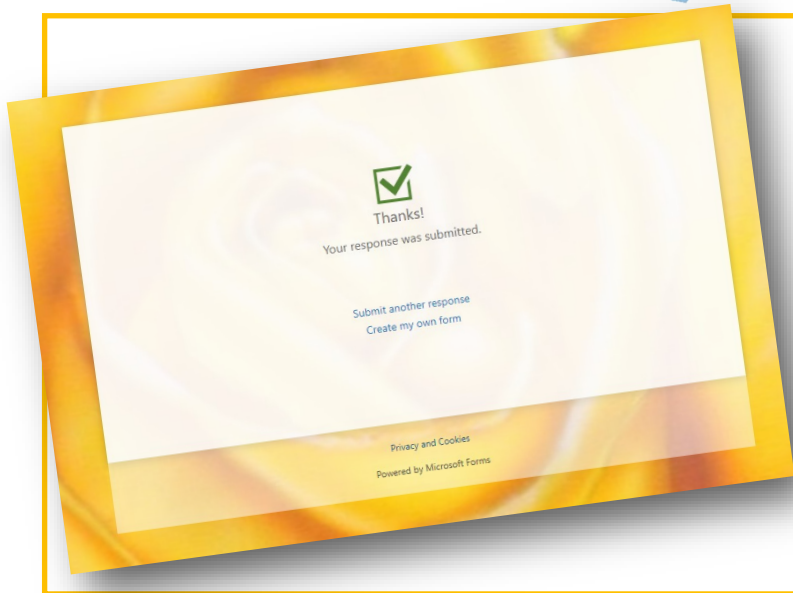 Thanks!
Your response was submitted.
Submit another response
Create my own form
Privacy and Cookies
Powered by Microsoft Forms